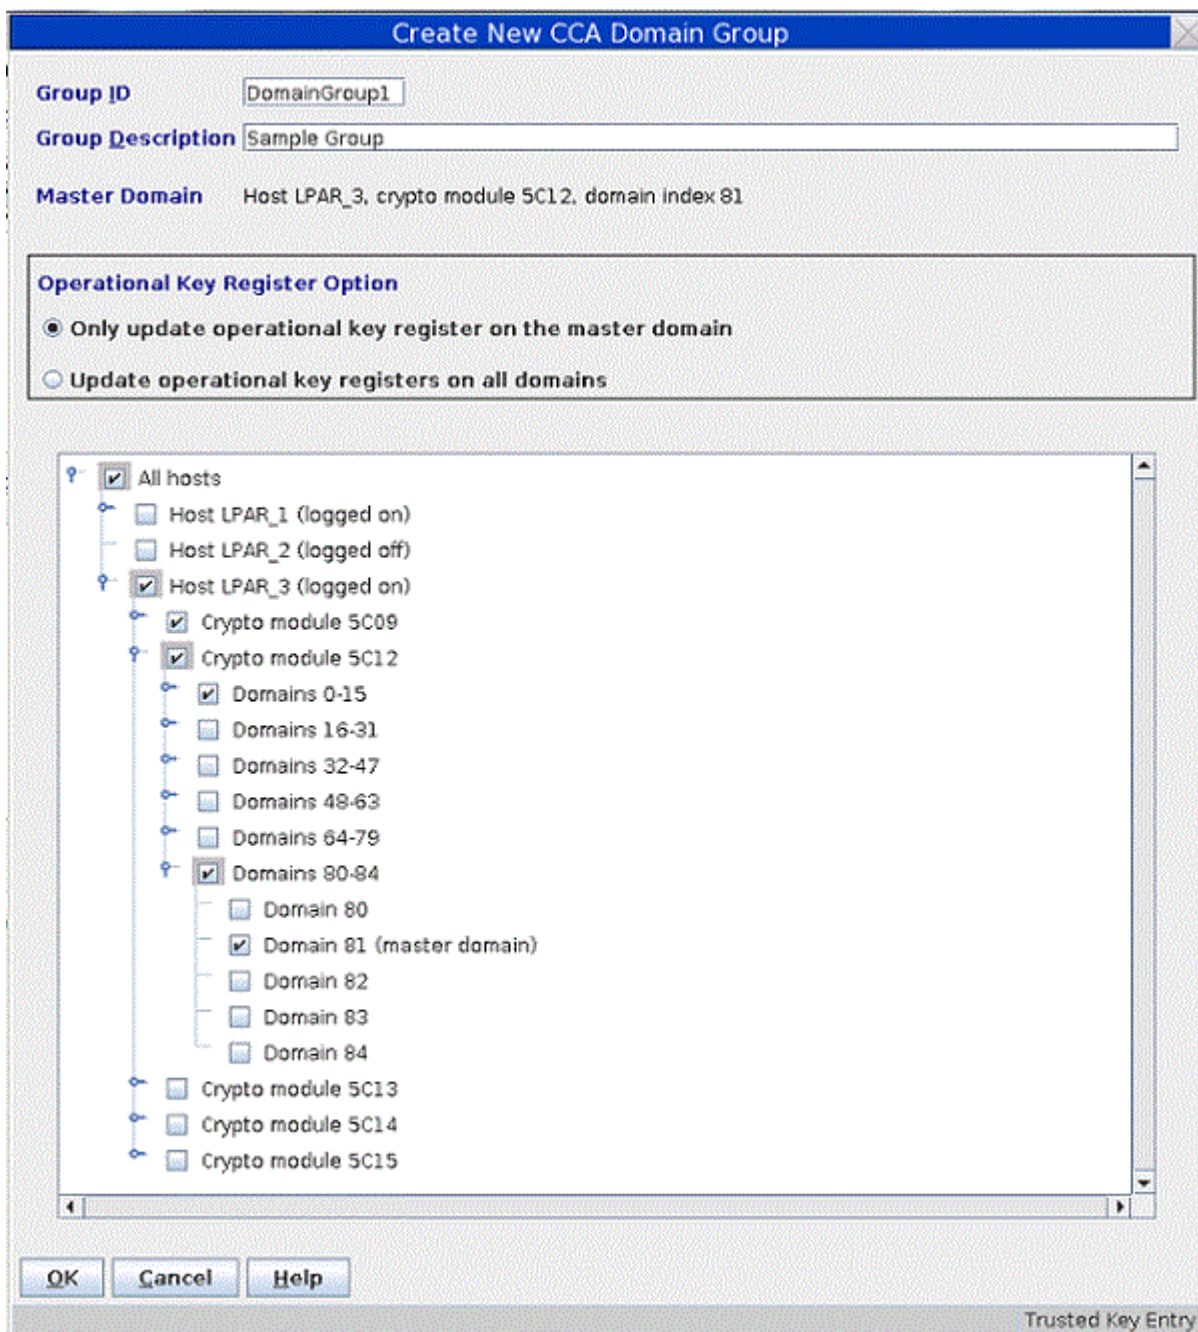 Create New CCA Domain Group
Group ID DomainGroup1
Group Description Sample Group
Master Domain Host LPAR_3, crypto module 5C12, domain index 81
Operational Key Register Option
Only update operational key register on the master domain
Update operational key registers on all domains
All hosts
Host LPAR_1 (logged on)
Host LPAR_2 (logged off)
Host LPAR_3 (logged on)
Crypto module 5C09
Crypto module 5C12
Domains 0-15
Domains 16-31
Domains 32-47
Domains 48-63
Domains 64-79
Domains 80-84
Domain 80
Domain 81 (master domain)
Domain 82
Domain 83
Domain 84
Crypto module 5C13
Crypto module 5C14
Crypto module 5C15
OK Cancel Help
Trusted Key Entry